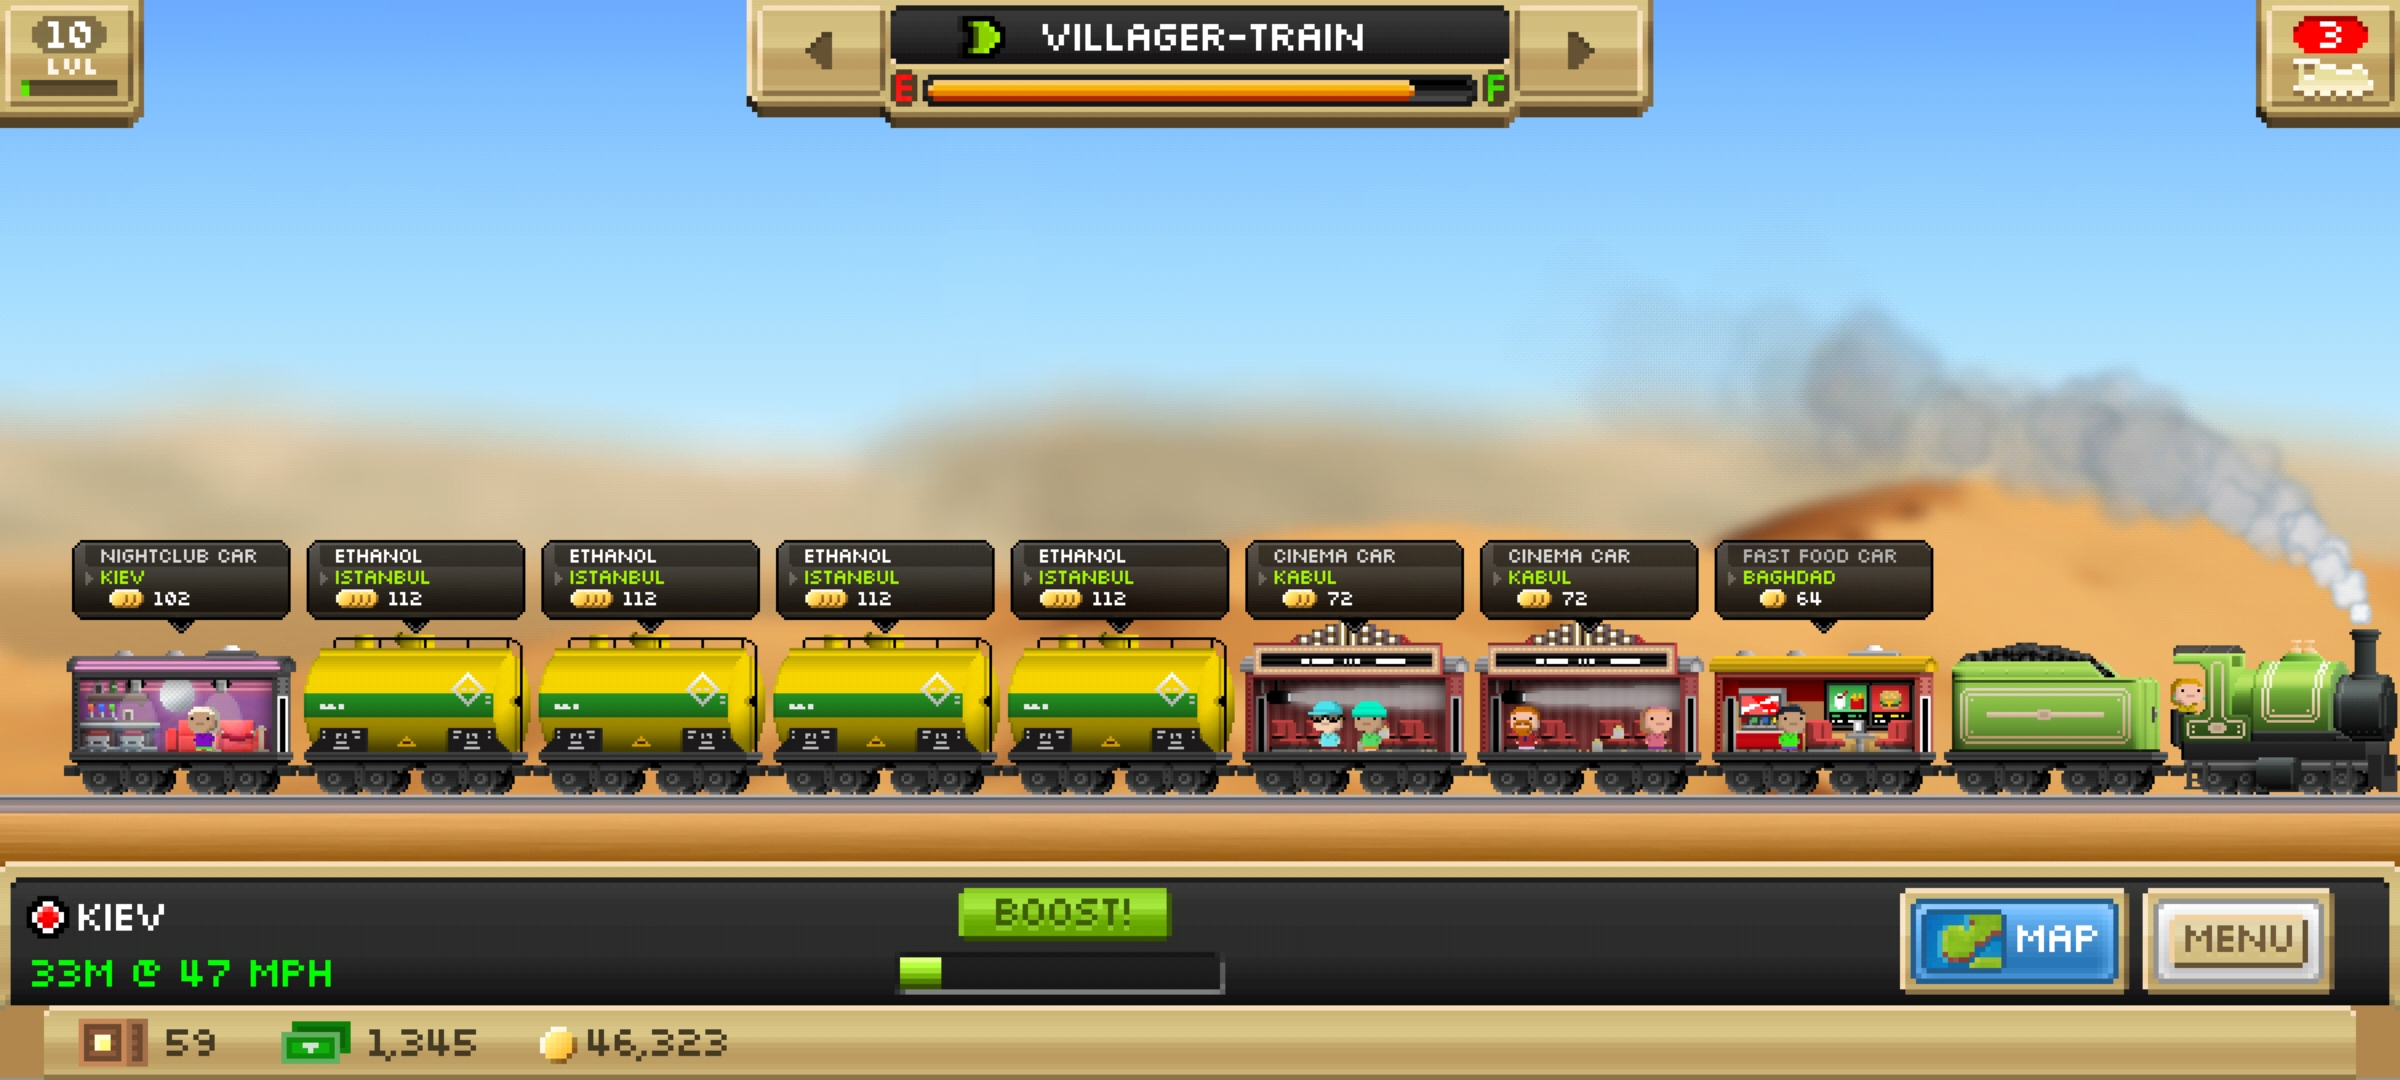 10
LVL
VILLAGER-TRAIN
E F
3
NIGHTCLUB CAR
KIEV
102
ETHANOL
ISTANBUL
112
ETHANOL
ISTANBUL
112
ETHANOL
ISTANBUL
112
ETHANOL
ISTANBUL
112
CINEMA CAR
KABUL
72
CINEMA CAR
KABUL
72
FAST FOOD CAR
BAGHDAD
64
KIEV
33M @ 47 MPH
BOOST!
MAP
MENU
59 1,345 46,323